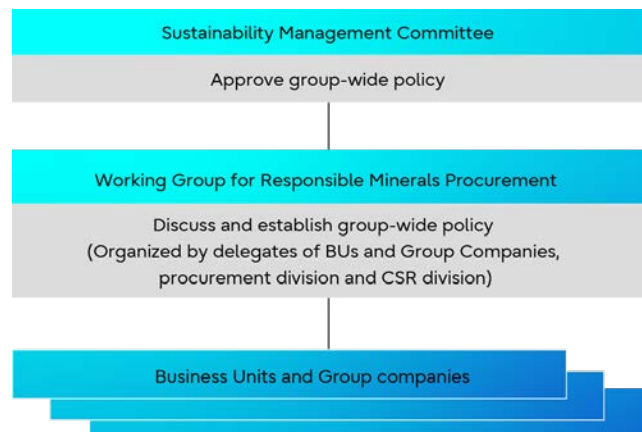 Sustainability Management Committee
Approve group-wide policy
Working Group for Responsible Minerals Procurement
Discuss and establish group-wide policy
(Organized by delegates of BUs and Group Companies,
procurement division and CSR division)
Business Units and Group companies